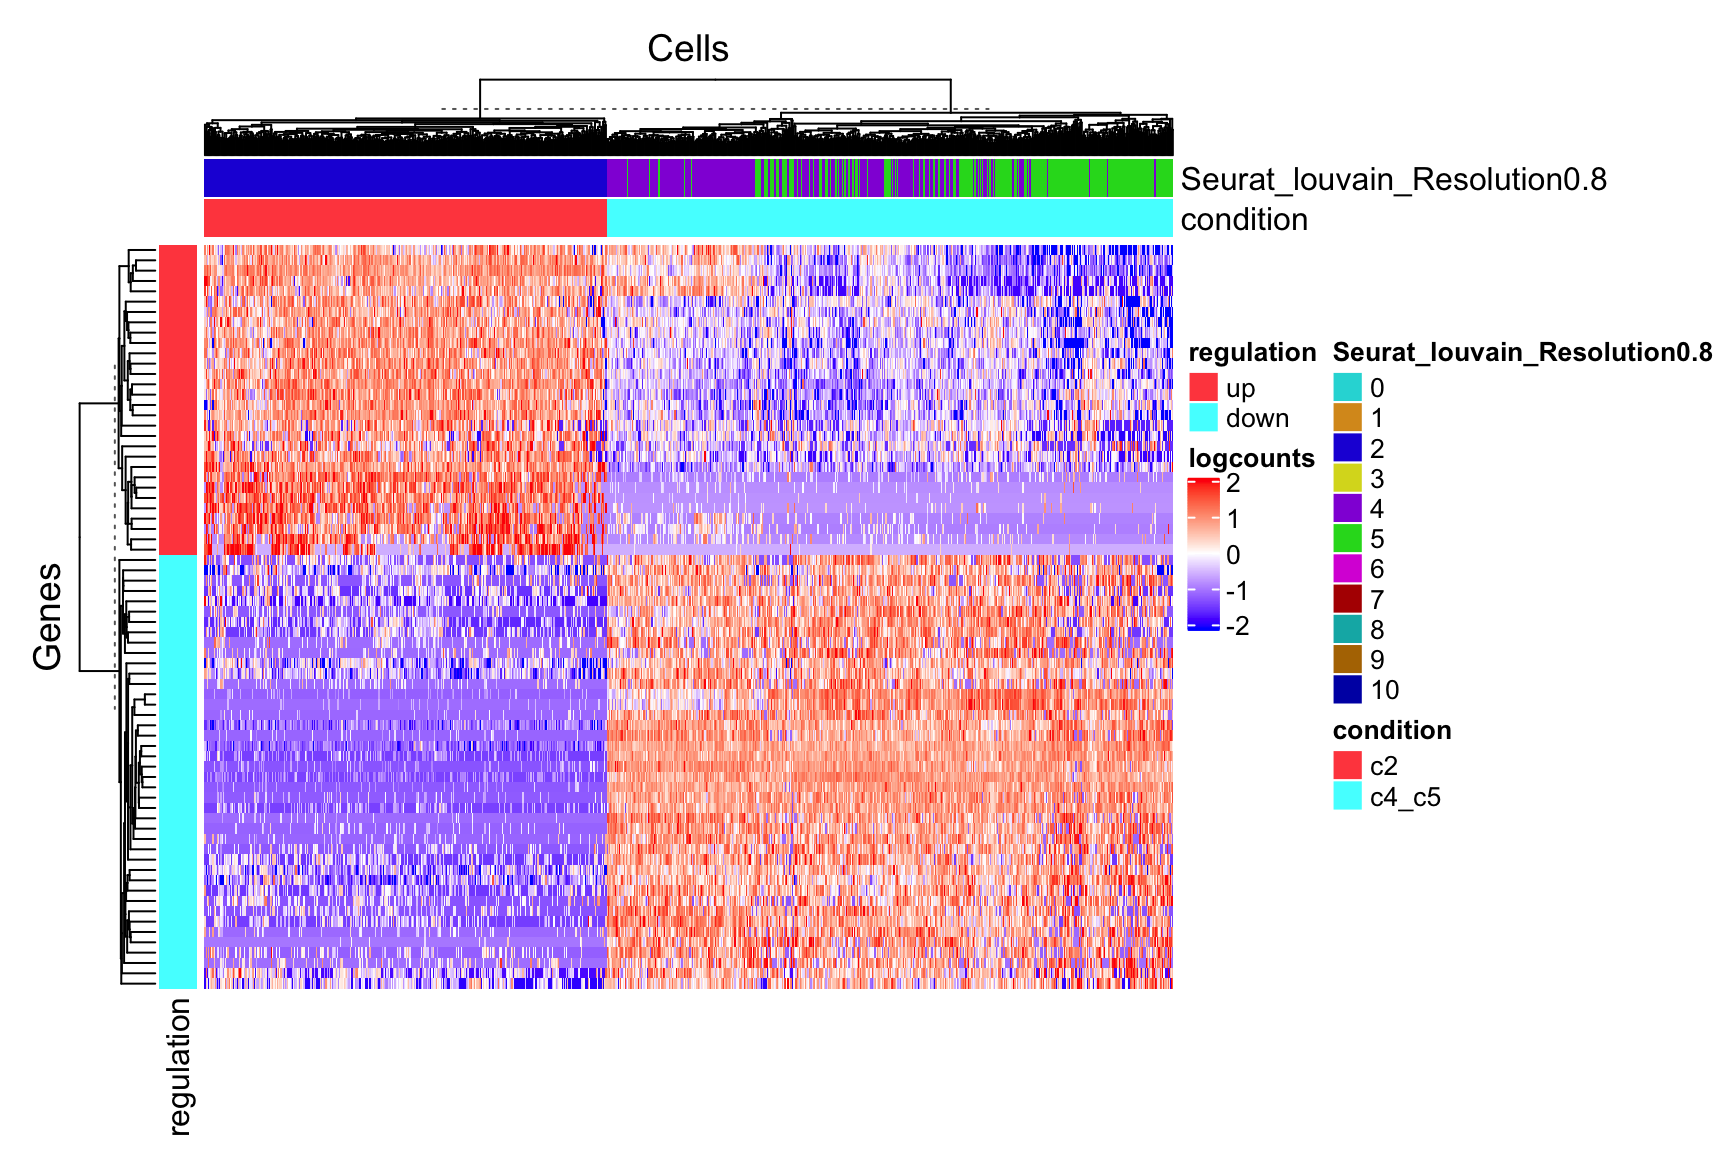 Cells
Seurat_louvain_Resolution0.8
condition
Genes
regulation
regulation
up
down
logcounts
2
1
0
-1
-2
Seurat_louvain_Resolution0.8
0
1
2
3
4
5
6
7
8
9
10
condition
c2
c4_c5